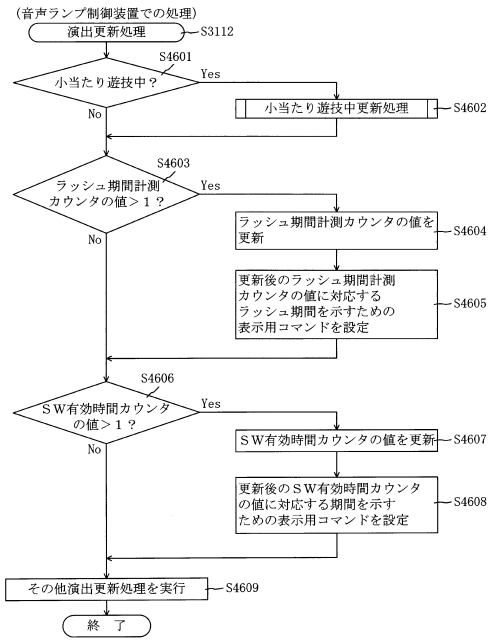 (音声ランプ制御装置での処理)
演出更新処理
S3112
S4601
小当たり遊技中？
Yes
小当たり遊技中更新処理
S4602
No
S4603
ラッシュ期間計測
カウンタの値＞１？
Yes
ラッシュ期間計測カウンタの値を
更新
S4604
No
更新後のラッシュ期間計測
カウンタの値に対応する
ラッシュ期間を示すための
表示用コマンドを設定
S4605
S4606
ＳＷ有効時間カウンタ
の値＞１？
Yes
ＳＷ有効時間カウンタの値を更新
S4607
No
更新後のＳＷ有効時間カウンタ
の値に対応する期間を示す
ための表示用コマンドを設定
S4608
その他演出更新処理を実行
S4609
終了